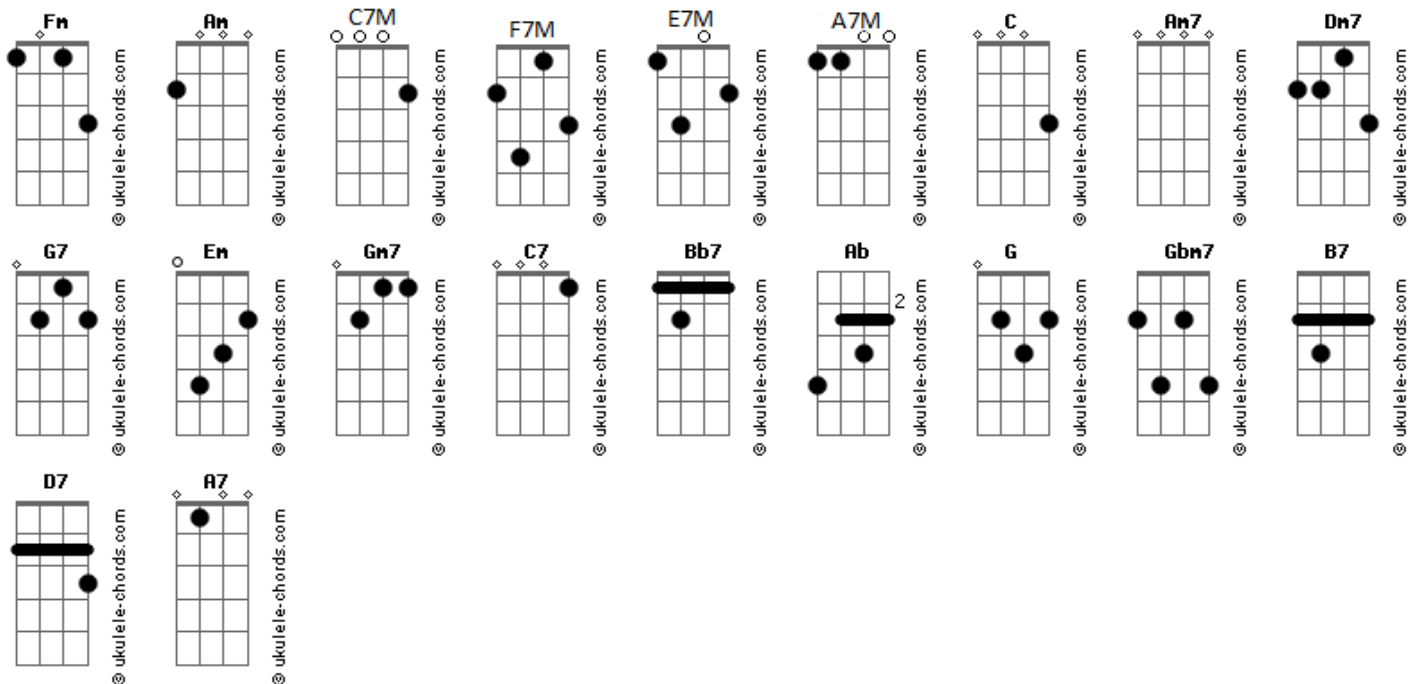 Fm Am C7M F7M E7M A7M C Am7 Dm7
© ukulele-chords.com © ukulele-chords.com © ukulele-chords.com © ukulele-chords.com © ukulele-chords.com © ukulele-chords.com © ukulele-chords.com © ukulele-chords.com © ukulele-chords.com
G7 Em Gm7 C7 Bb7 Ab G Gbm7 B7
2
© ukulele-chords.com © ukulele-chords.com © ukulele-chords.com © ukulele-chords.com © ukulele-chords.com © ukulele-chords.com © ukulele-chords.com © ukulele-chords.com © ukulele-chords.com
D7 A7
© ukulele-chords.com © ukulele-chords.com